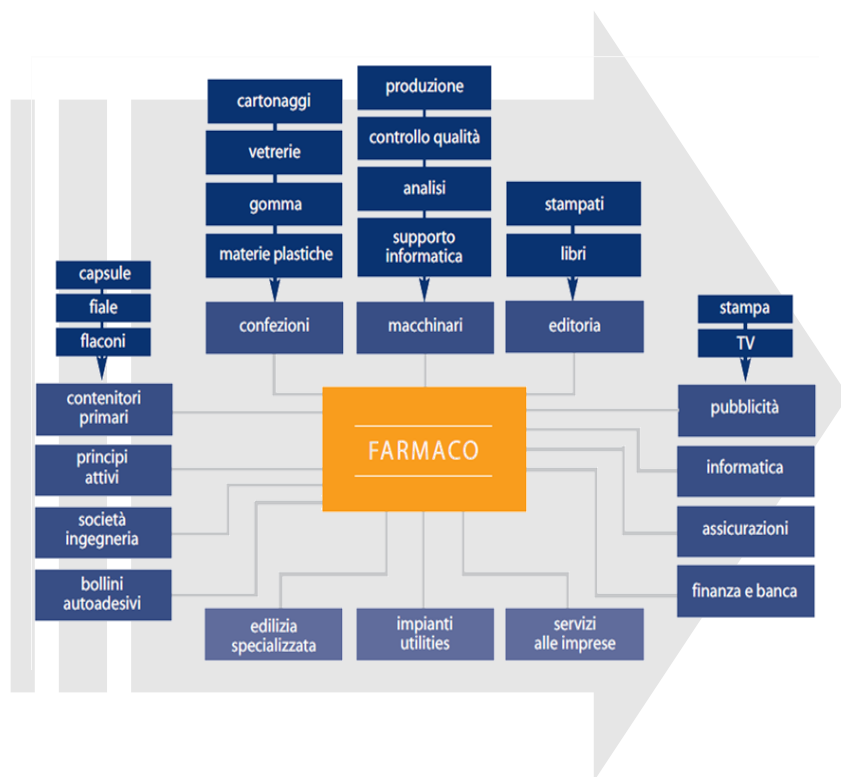 cartonaggi
vetrerie
gomma
materie plastiche
confezioni
produzione
controllo qualità
analisi
supporto
informatica
macchinari
stampati
libri
editoria
capsule
fiale
flaconi
contenitori
primari
principi
attivi
società
ingegneria
bollini
autoadesivi
FARMACO
stampa
TV
pubblicità
informatica
assicurazioni
finanza e banca
edilizia
specializzata
impianti
utilities
servizi
alle imprese